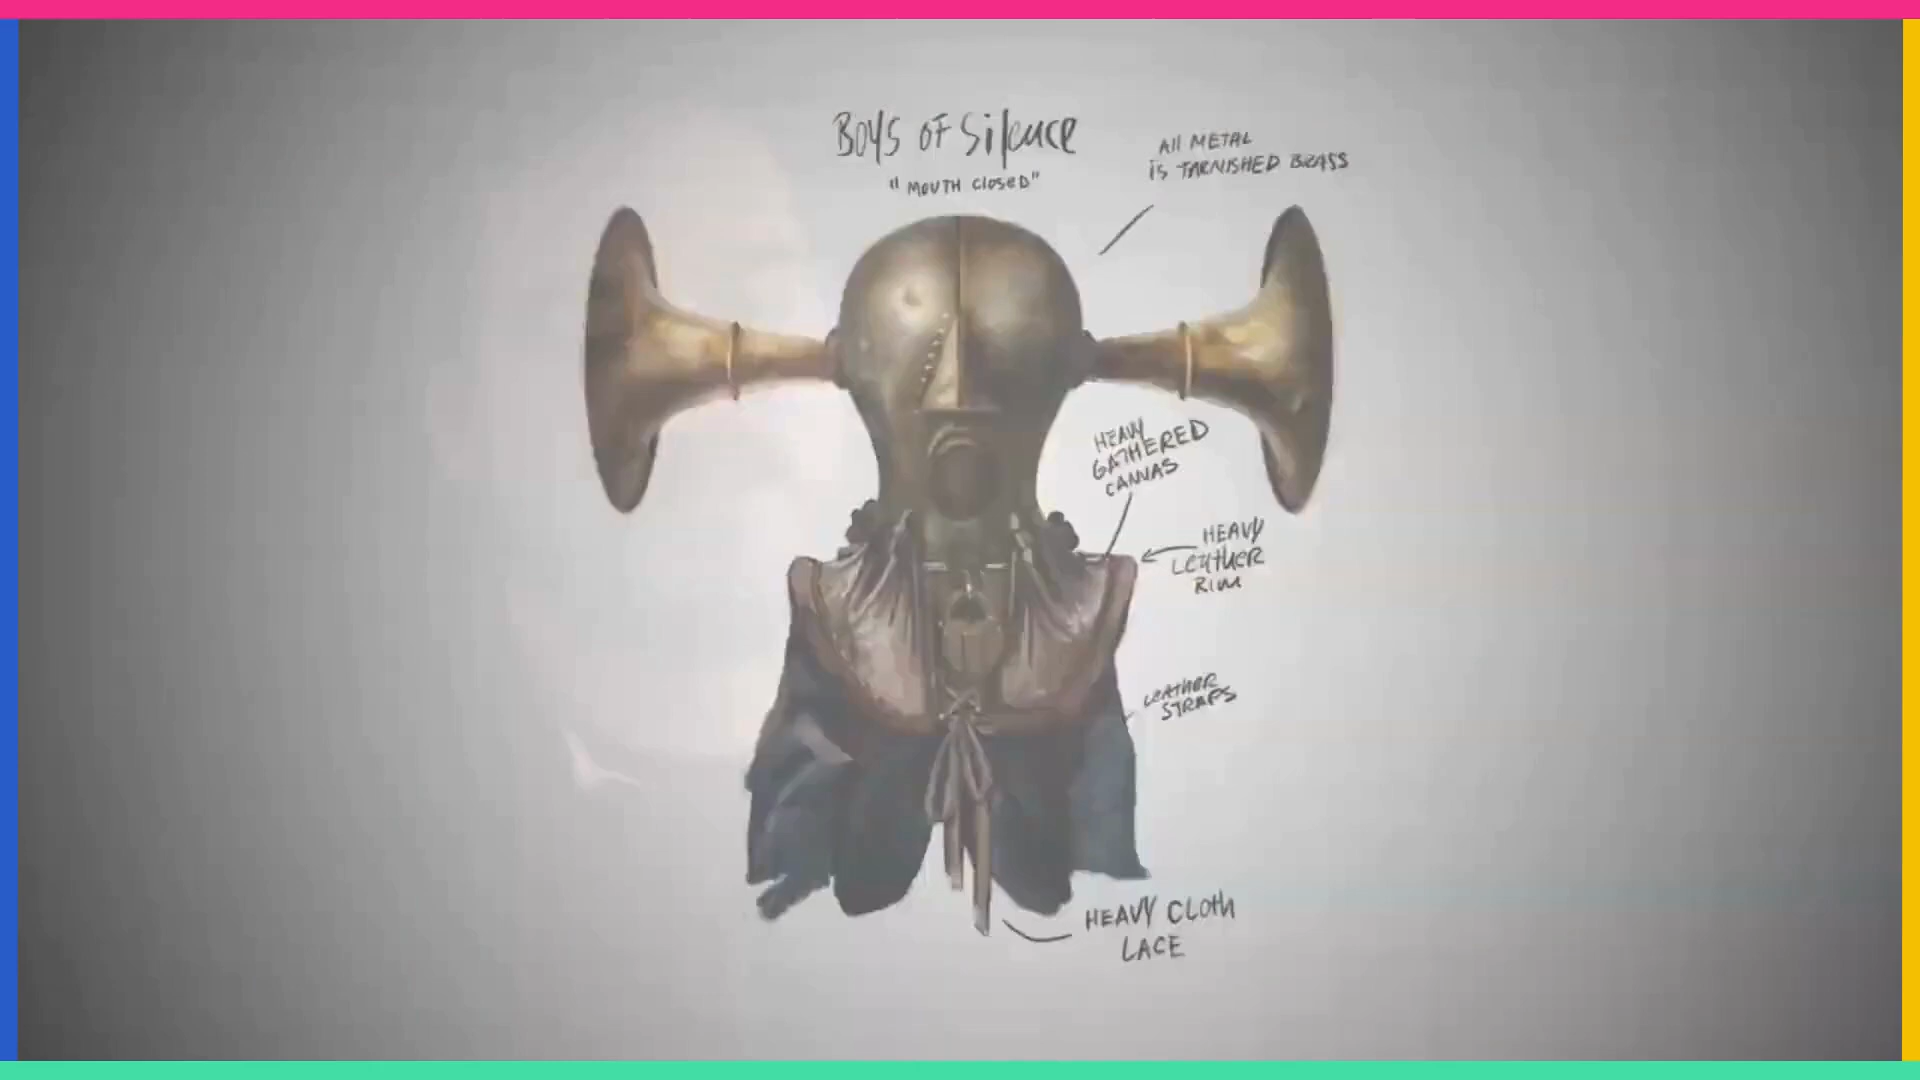 BOYS OF Silence
"MOUTH Closed"
All METAL
is TARNISHED BRASS
HEAVY
GATHERED
CANVAS
HEAVY
LEATHER
RIM
LEATHER
STRAPS
HEAVY CLOTH
LACE